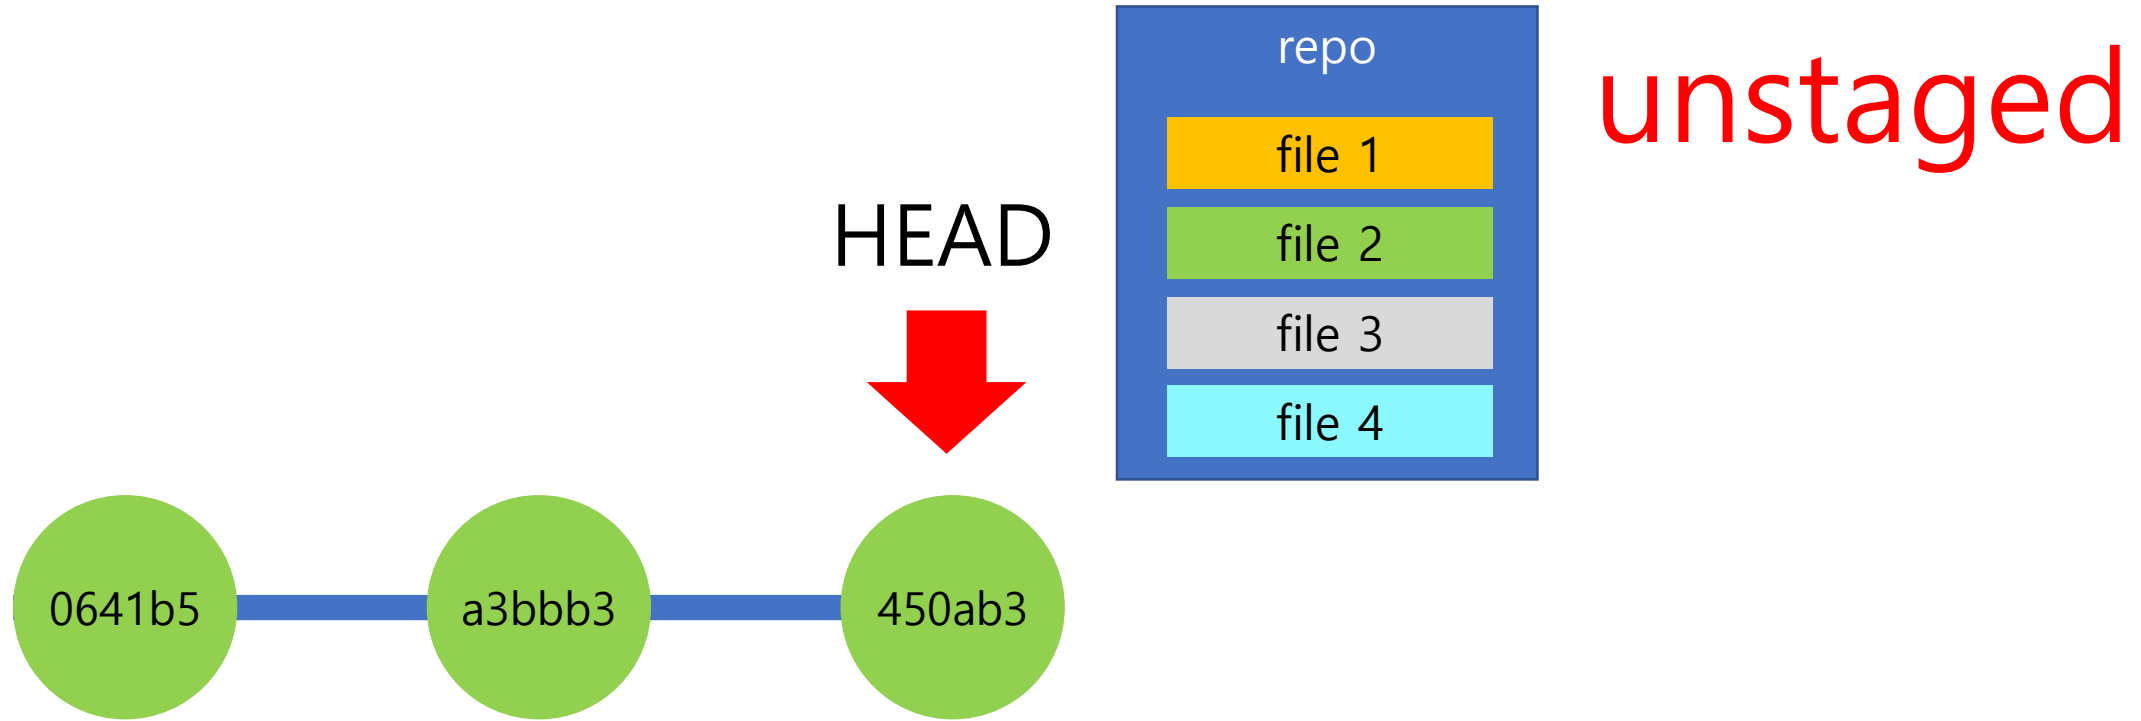 repo
unstaged
file 1
file 2
file 3
file 4
HEAD
0641b5
a3bbb3
450ab3